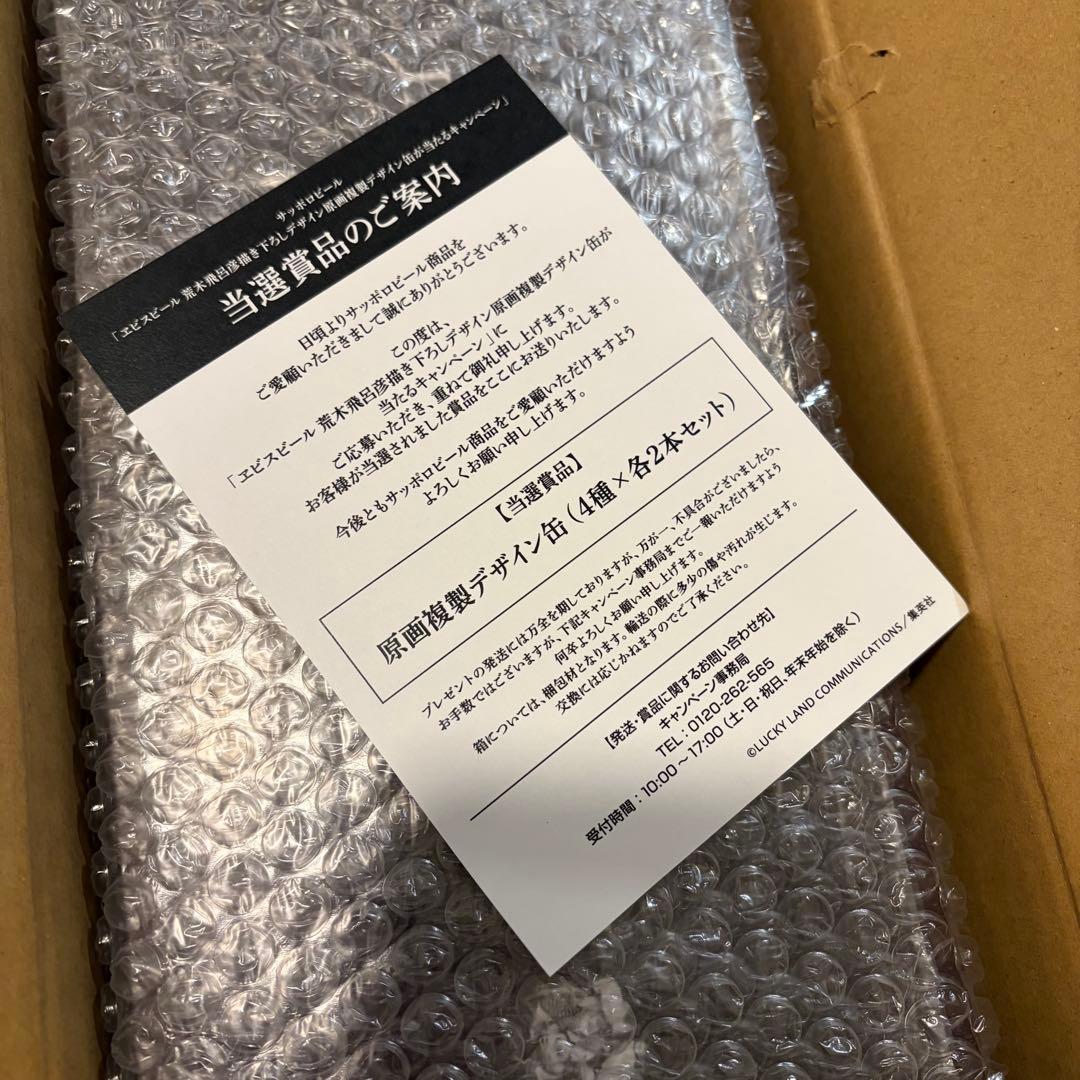 サッポロビール
「ヱビスビール 荒木飛呂彦描き下ろしデザイン原画複製デザイン缶が当たるキャンペーン」
当選賞品のご案内
日頃よりサッポロビール商品を
ご愛顧いただきまして誠にありがとうございます。
この度は、
「ヱビスビール 荒木飛呂彦描き下ろしデザイン原画複製デザイン缶が
当たるキャンペーン」に
ご応募いただき、重ねて御礼申し上げます。
お客様が当選されました賞品をここにお送りいたします。
今後ともサッポロビール商品をご愛顧いただけますよう
よろしくお願い申し上げます。
【当選賞品】
原画複製デザイン缶(4種×各2本セット)
プレゼントの発送には万全を期しておりますが、万が一、不具合がございましたら、
お手数ではございますが、下記キャンペーン事務局までご一報いただけますよう
何卒よろしくお願い申し上げます。
箱については、梱包材となります。輸送の際に多少の傷や汚れが生じます。
交換には応じかねますのでご了承ください。
【発送・賞品に関するお問い合わせ先】
キャンペーン事務局
TEL:0120-262-565
受付時間:10:00~17:00(土・日・祝日、年末年始を除く)
©LUCKY LAND COMMUNICATIONS/集英社